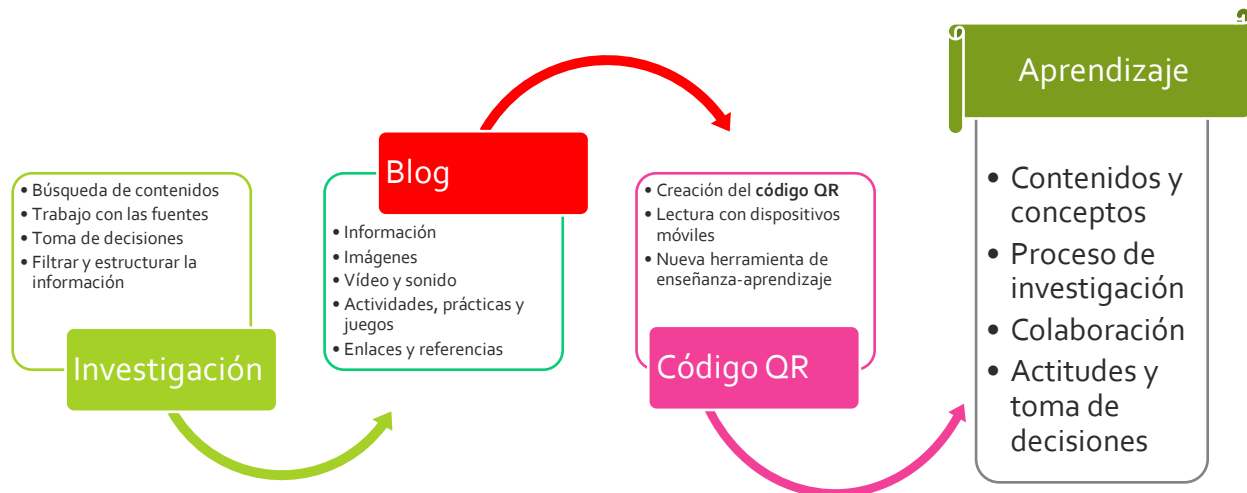 • Búsqueda de contenidos
• Trabajo con las fuentes
• Toma de decisiones
• Filtrar y estructurar la
información
Investigación
Blog
• Información
• Imágenes
• Vídeo y sonido
• Actividades, prácticas y
juegos
• Enlaces y referencias
• Creación del código QR
• Lectura con dispositivos
móviles
• Nueva herramienta de
enseñanza-aprendizaje
Código QR
Aprendizaje
• Contenidos y
conceptos
• Proceso de
investigación
• Colaboración
• Actitudes y
toma de
decisiones